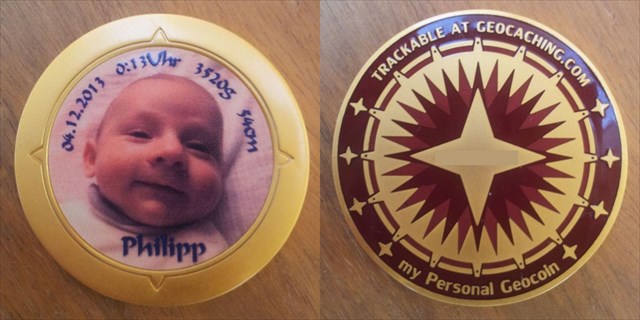 04.12.2013 0:13Uhr 3520g 54cm
Philipp
TRACKABLE AT GEOCACHING.COM
my Personal Geocoin